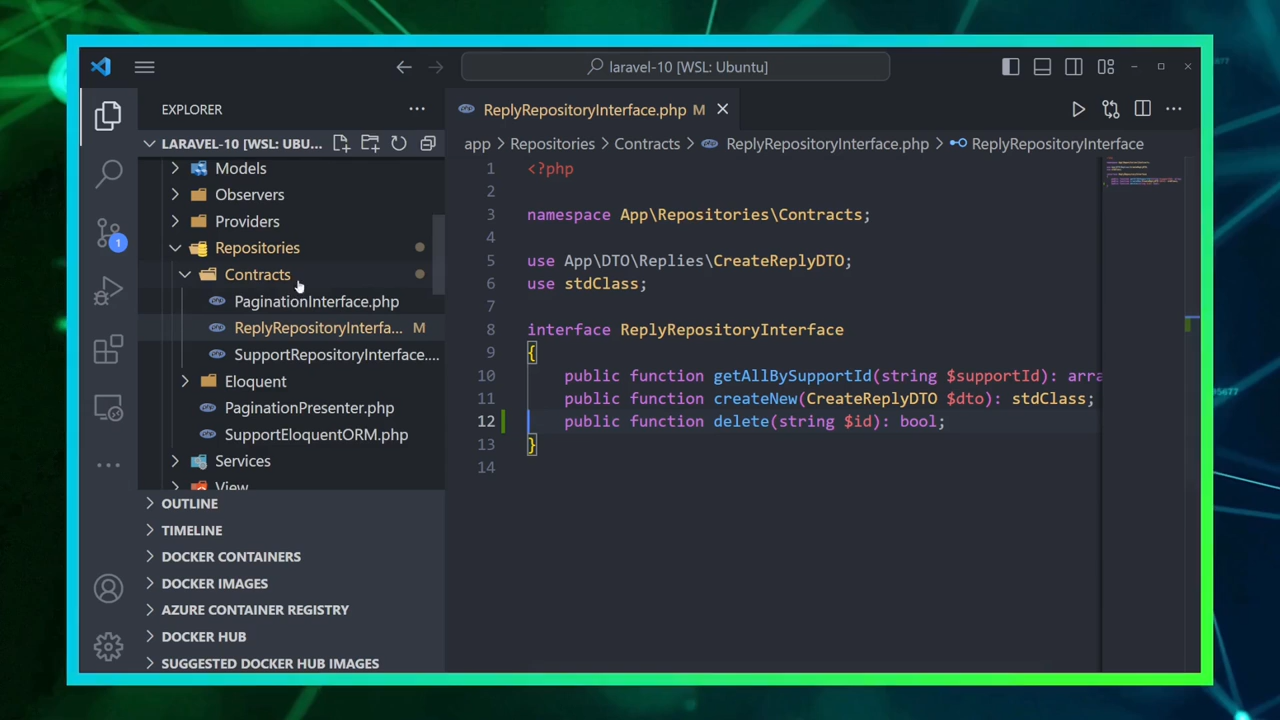 laravel-10 [WSL: Ubuntu]
EXPLORER
LARAVEL-10 [WSL: UBU...
Models
Observers
Providers
Repositories
Contracts
PaginationInterface.php
ReplyRepositoryInterfa... M
SupportRepositoryInterface....
Eloquent
PaginationPresenter.php
SupportEloquentORM.php
Services
View
OUTLINE
TIMELINE
DOCKER CONTAINERS
DOCKER IMAGES
AZURE CONTAINER REGISTRY
DOCKER HUB
SUGGESTED DOCKER HUB IMAGES
1
ReplyRepositoryInterface.php M
app > Repositories > Contracts > ReplyRepositoryInterface.php > ReplyRepositoryInterface
1 <?php
2
3 namespace App\Repositories\Contracts;
4
5 use App\DTO\Replies\CreateReplyDTO;
6 use stdClass;
7
8 interface ReplyRepositoryInterface
9 {
10 public function getAllBySupportId(string $supportId): arra
11 public function createNew(CreateReplyDTO $dto): stdClass;
12 public function delete(string $id): bool;
13 }
14